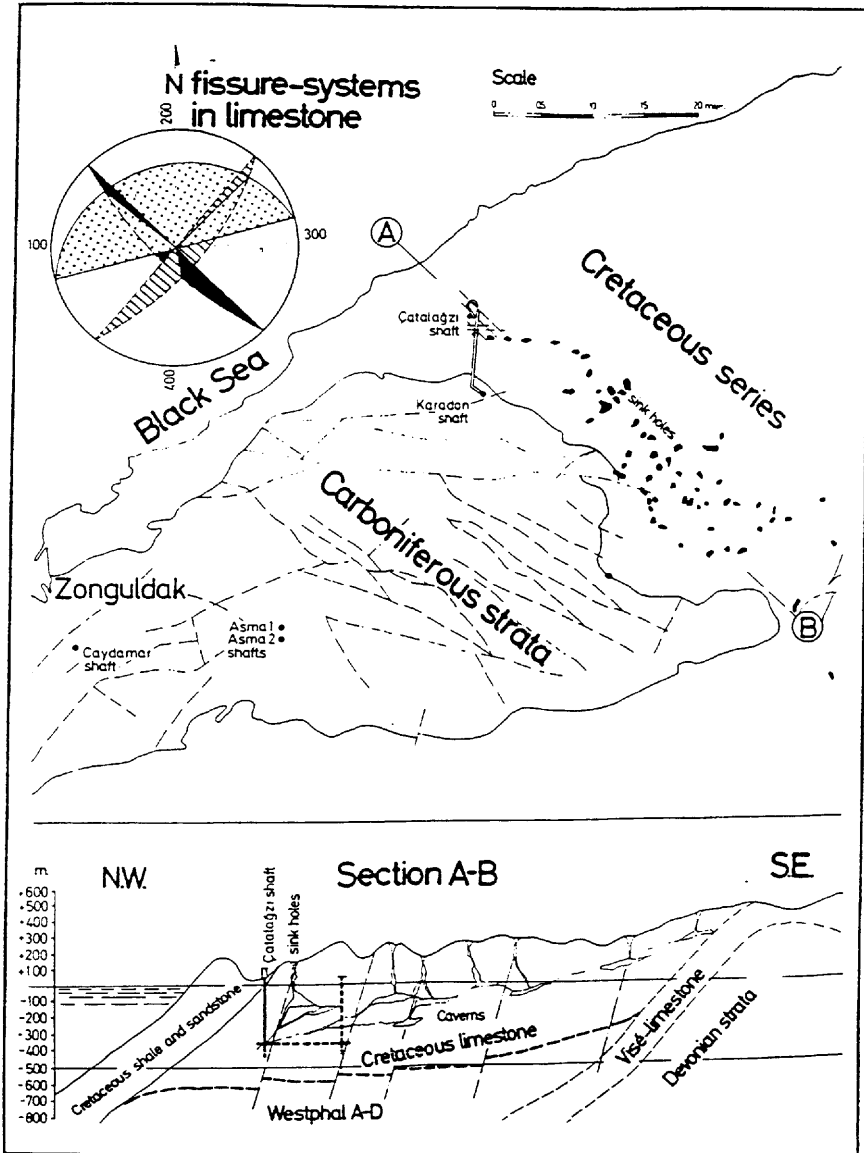 N fissure-systems
in limestone
200
100
300
400
Scale
0 05 10 15 20
A
Çatalağzı
shaft
Karadon
shaft
Black Sea
Cretaceous series
sink holes
Carboniferous strata
Zonguldak
Asma 1
Asma 2
shafts
Caydamar
shaft
B
m.
N.W.
Section A-B
S.E.
+600
+500
+400
+300
+200
+100
-100
-200
-300
-400
-500
-600
-700
-800
Çatalağzı shaft
sink holes
Cretaceous shale and sandstone
Caverns
Cretaceous limestone
Visé-limestone
Devonian strata
Westphal A-D